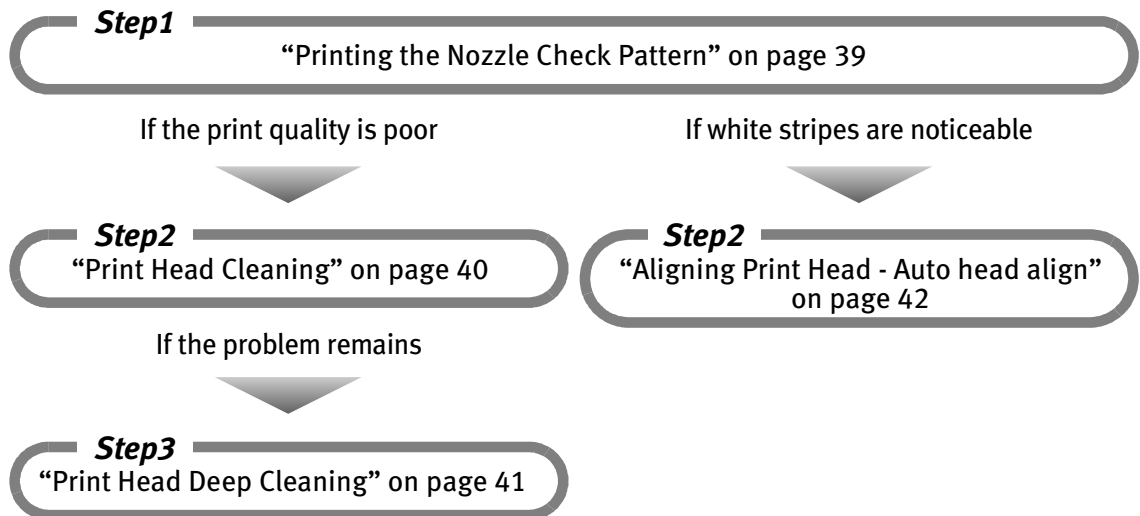 Step1
“Printing the Nozzle Check Pattern” on page 39
If the print quality is poor
If white stripes are noticeable
Step2
“Print Head Cleaning” on page 40
Step2
“Aligning Print Head - Auto head align”
on page 42
If the problem remains
Step3
“Print Head Deep Cleaning” on page 41